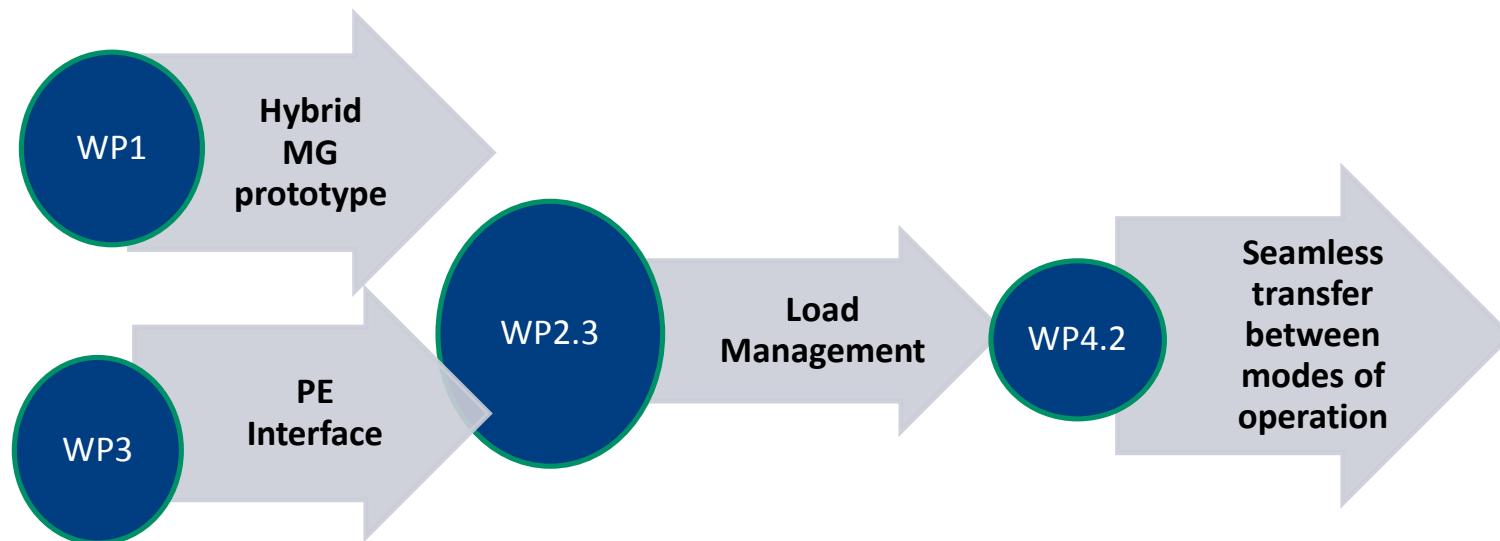 WP1
Hybrid
MG
prototype
WP3
PE
Interface
WP2.3
Load
Management
WP4.2
Seamless
transfer
between
modes of
operation